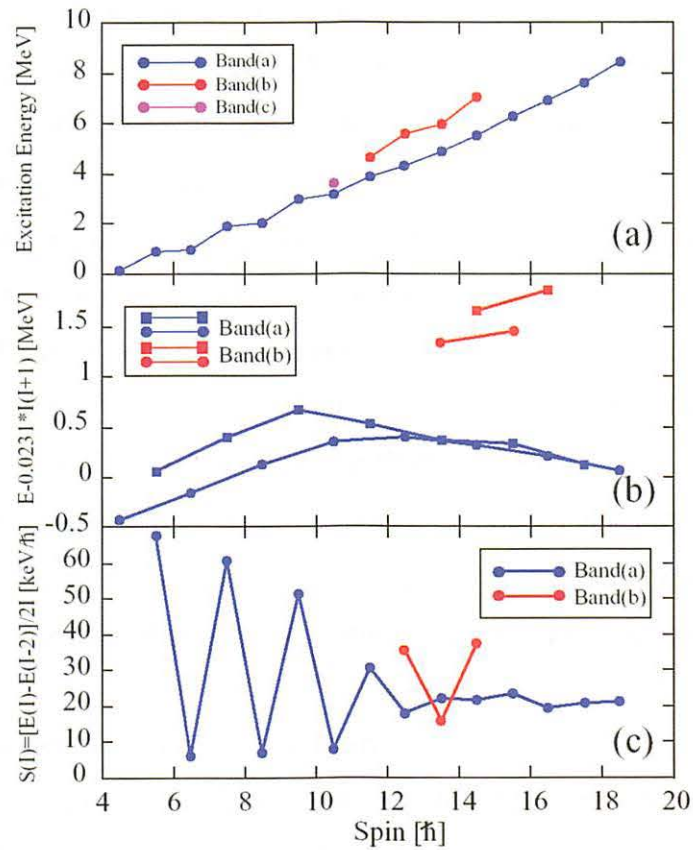 Excitation Energy [MeV]
10
8
6
4
2
0
Band(a)
Band(b)
Band(c)
(a)
E-0.0231*I(I+1) [MeV]
1.5
1
0.5
0
-0.5
Band(a)
Band(b)
(b)
S(I)=[E(I)-E(I-2)]/2I [keV/ħ]
60
50
40
30
20
10
0
Band(a)
Band(b)
(c)
4 6 8 10 12 14 16 18 20
Spin [ħ]